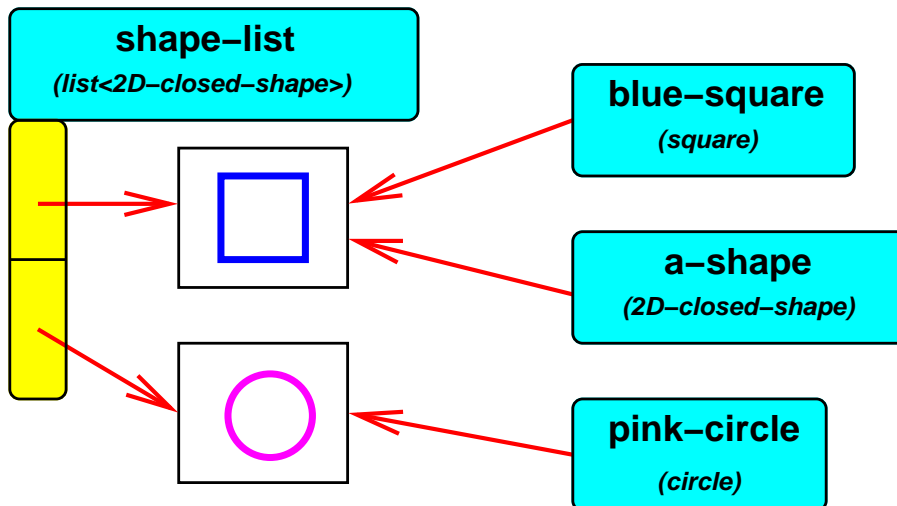 shape–list
(list<2D–closed–shape>)
blue–square
(square)
a–shape
(2D–closed–shape)
pink–circle
(circle)